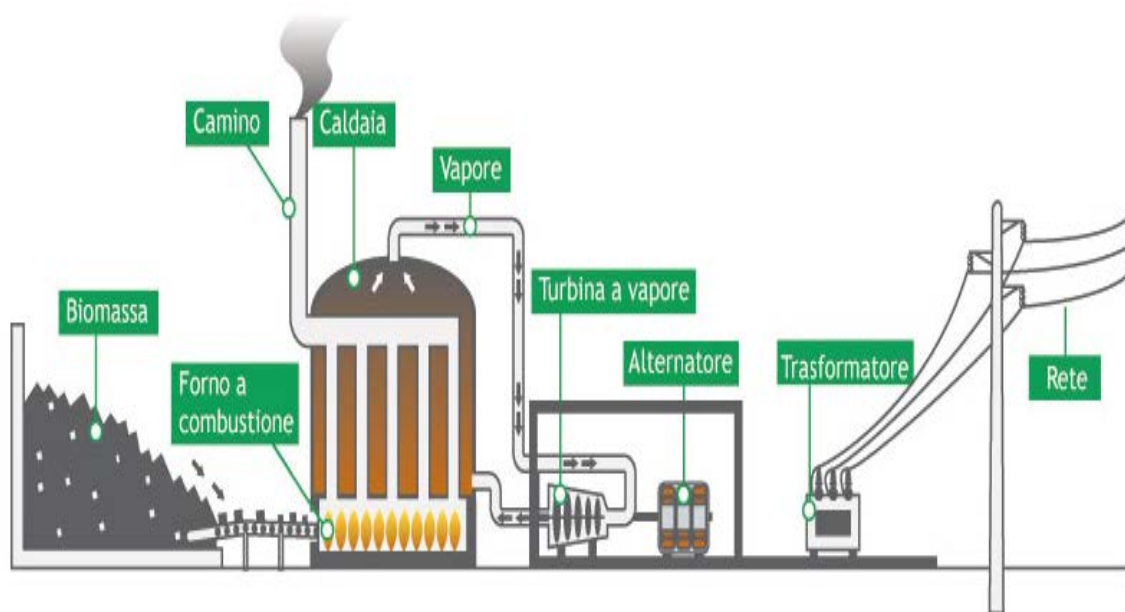 Camino
Caldaia
Vapore
Biomassa
Turbina a vapore
Forno a
combustione
Alternatore
Trasformatore
Rete